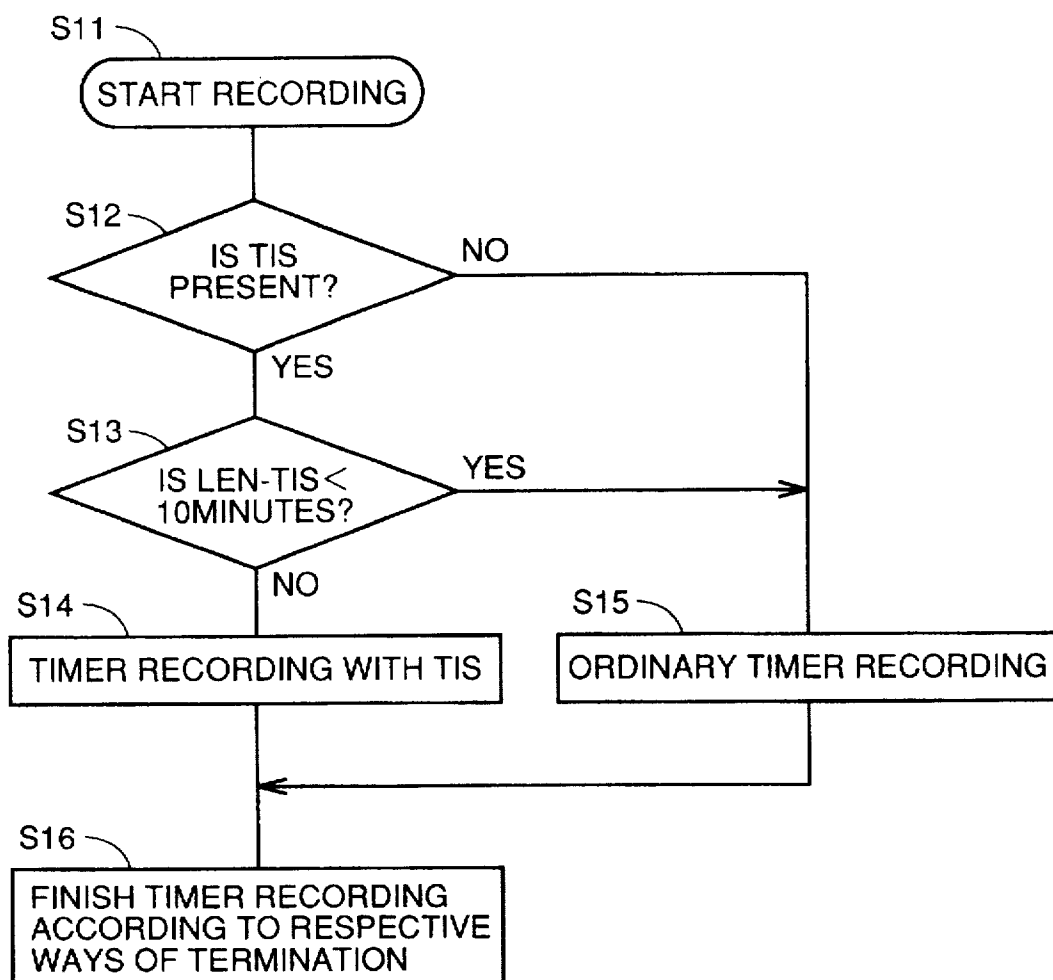 S11
START RECORDING
S12
IS TIS
PRESENT?
NO
YES
S13
IS LEN-TIS<
10MINUTES?
YES
NO
S14
TIMER RECORDING WITH TIS
S15
ORDINARY TIMER RECORDING
S16
FINISH TIMER RECORDING
ACCORDING TO RESPECTIVE
WAYS OF TERMINATION